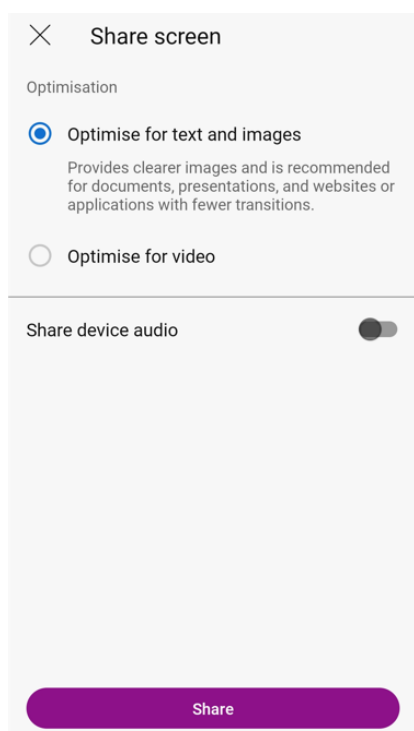 Share screen
Optimisation
Optimise for text and images
Provides clearer images and is recommended
for documents, presentations, and websites or
applications with fewer transitions.
Optimise for video
Share device audio
Share